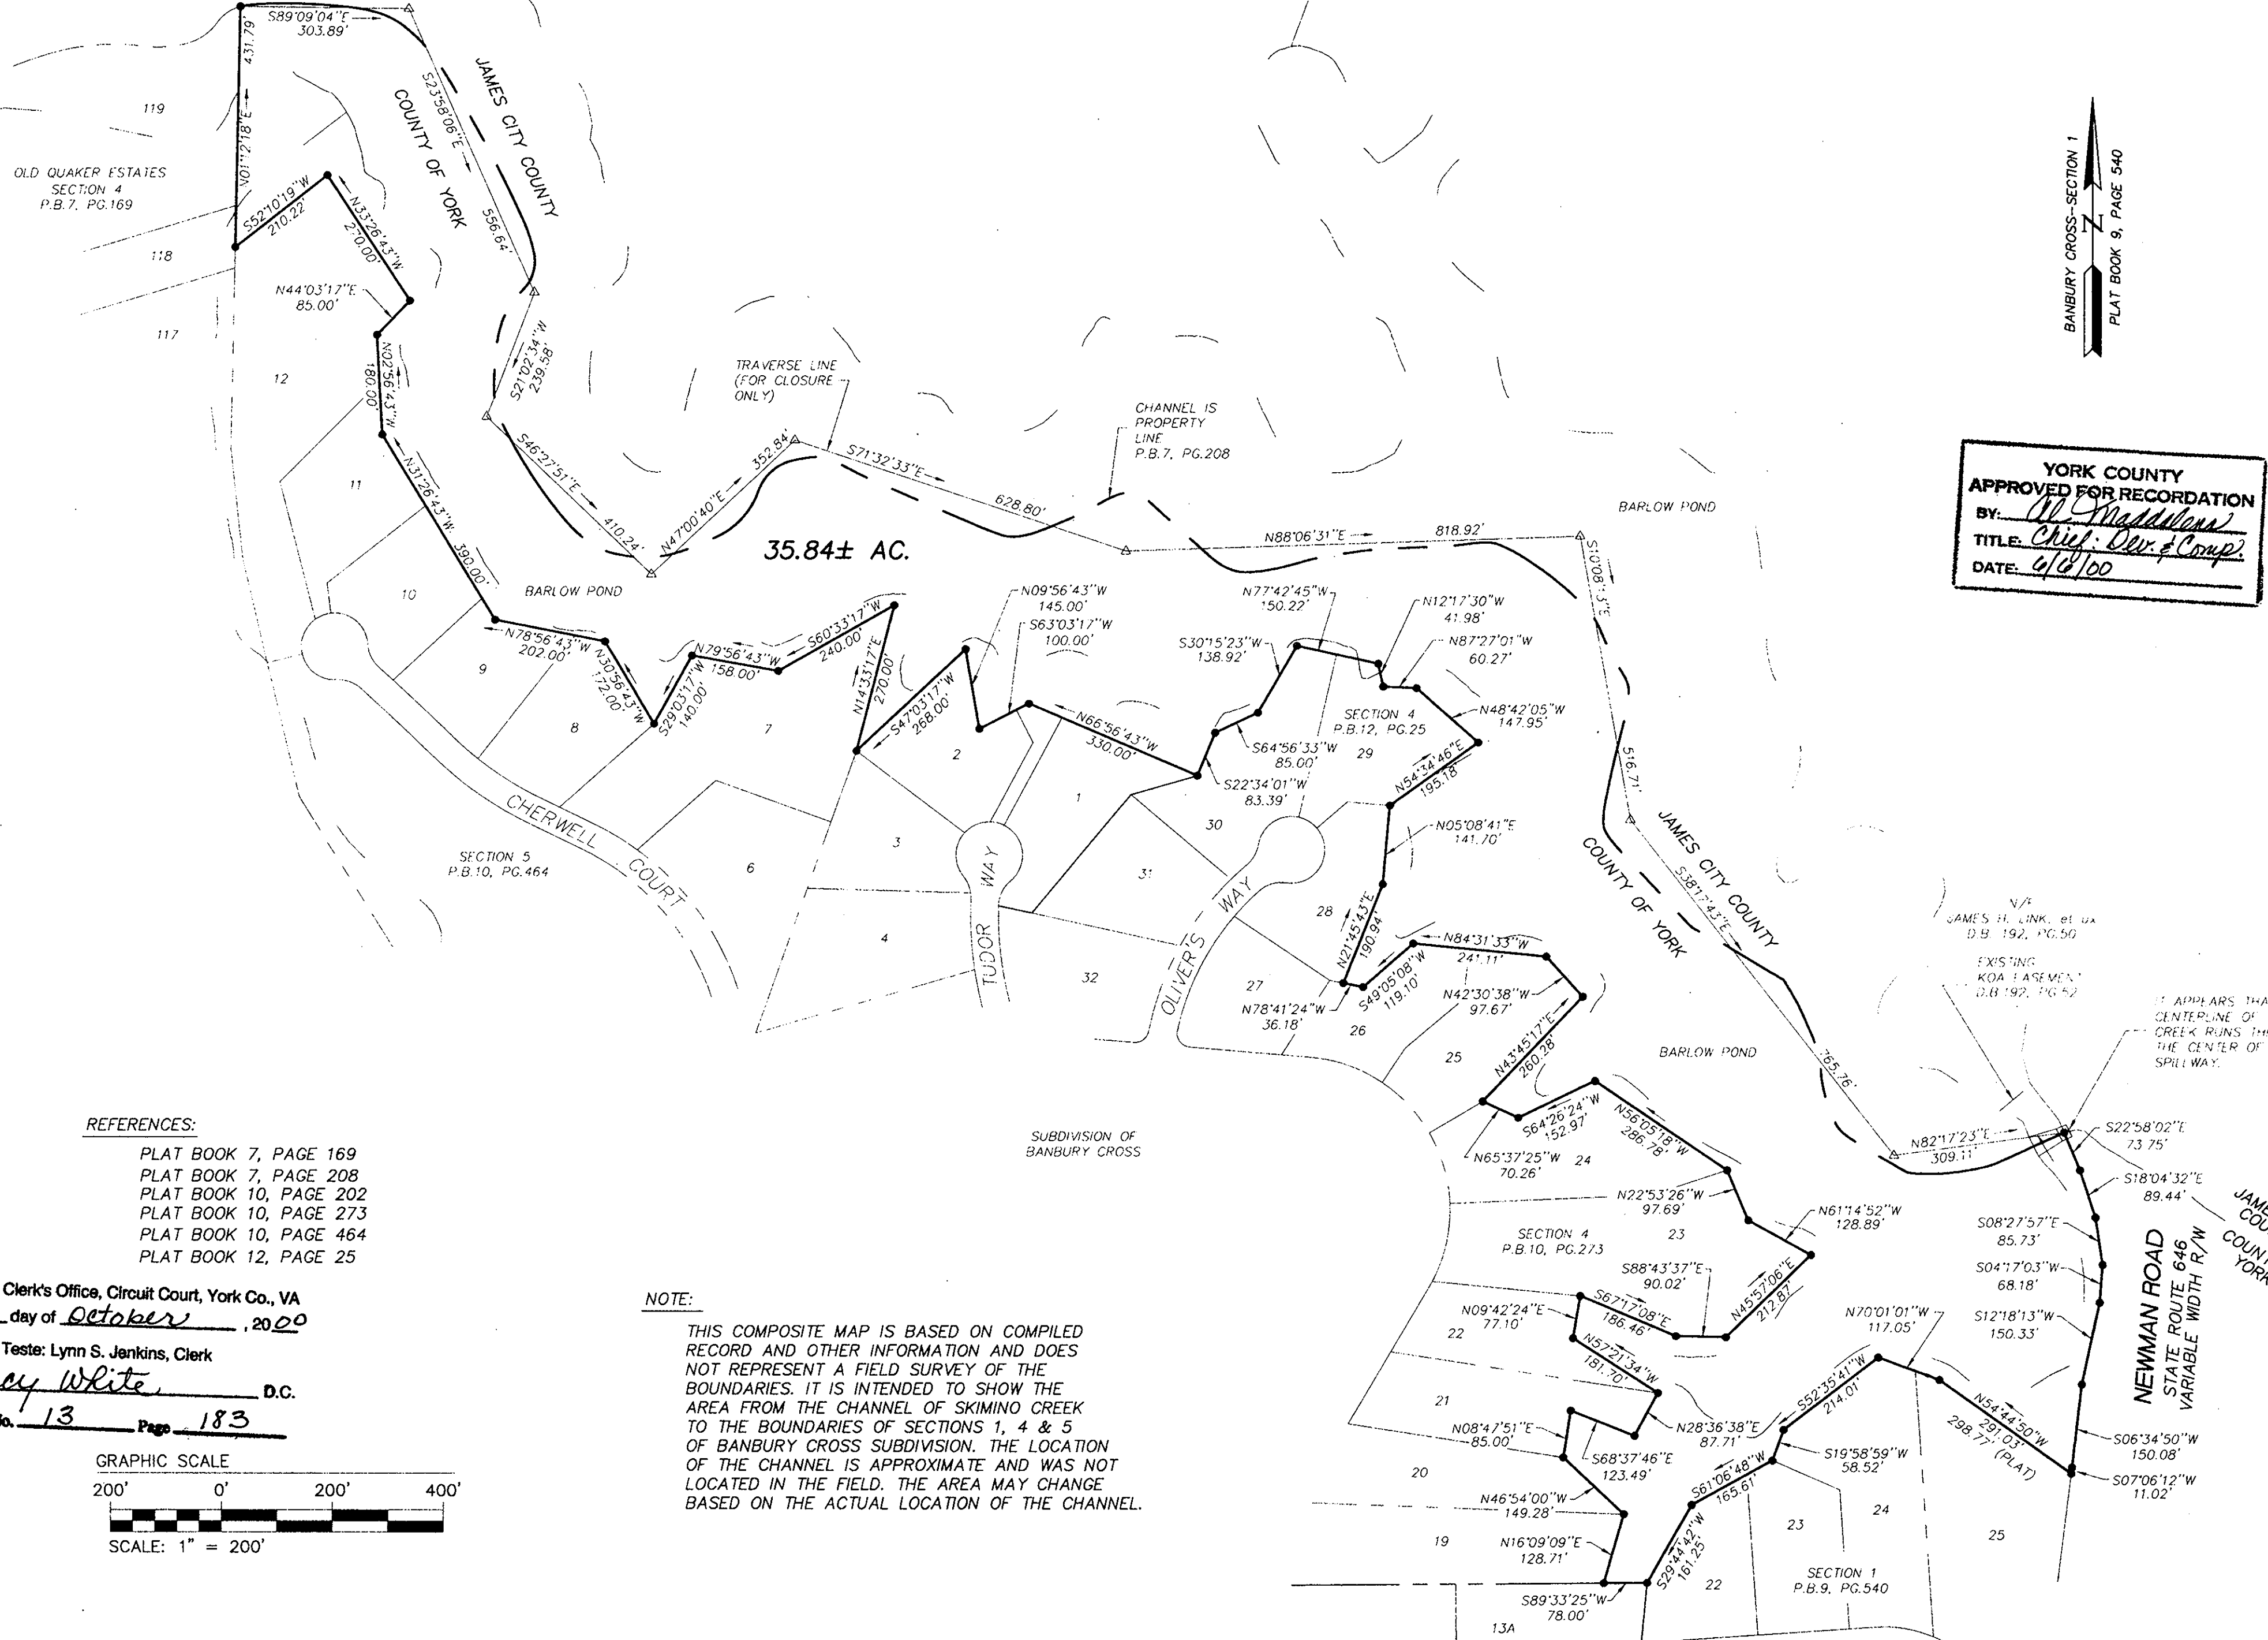 S89°09'04"E
303.89'
431.79'
N01°12'18"E
119
OLD QUAKER ESTATES
SECTION 4
P.B.7, PG.169
118
117
S52°10'19"W
210.22'
N33°26'43"W
270.00'
N44°03'17"E
85.00'
N02°56'43"W
180.00'
12
11
10
9
8
7
6
N31°26'43"W
390.00'
S23°58'06"E
556.64'
JAMES CITY COUNTY
COUNTY OF YORK
S21°02'34"W
239.58'
S46°27'51"E
410.24'
N47°00'40"E
352.84'
TRAVERSE LINE
(FOR CLOSURE
ONLY)
S71°32'33"E
628.80'
CHANNEL IS
PROPERTY
LINE
P.B.7, PG.208
35.84± AC.
BARLOW POND
N88°06'31"E
818.92'
BARLOW POND
BANBURY CROSS-SECTION 1
N
PLAT BOOK 9, PAGE 540
YORK COUNTY
APPROVED FOR RECORDATION
BY: Al Maddalena
TITLE: Chief: Dev. & Comp.
DATE: 6/6/00
N78°56'43"W
202.00'
N30°56'43"W
172.00'
S29°03'17"W
140.00'
N79°56'43"W
158.00'
S60°33'17"W
240.00'
N14°33'17"E
270.00'
S47°03'17"W
268.00'
N09°56'43"W
145.00'
S63°03'17"W
100.00'
N66°56'43"W
330.00'
S22°34'01"W
83.39'
S64°56'33"W
85.00'
S30°15'23"W
138.92'
N77°42'45"W
150.22'
N12°17'30"W
41.98'
N87°27'01"W
60.27'
N48°42'05"W
147.95'
SECTION 4
P.B.12, PG.25
29
N54°34'46"E
195.18'
N05°08'41"E
141.70'
N21°45'43"E
190.94'
N78°41'24"W
36.18'
S49°05'08"W
119.10'
N84°31'33"W
241.11'
N42°30'38"W
97.67'
N43°45'17"E
260.28'
2
1
3
4
30
31
32
28
27
26
25
CHERWELL COURT
TUDOR WAY
OLIVER'S WAY
SECTION 5
P.B.10, PG.464
S10°08'13"E
516.71'
JAMES CITY COUNTY
COUNTY OF YORK
S38°17'43"E
765.76'
BARLOW POND
N/F
JAMES H. LINK, et ux
D.B. 192, PG.50
EXISTING
KOA EASEMENT
D.B.192, PG.52
IT APPEARS THA
CENTERLINE OF
CREEK RUNS TH
THE CENTER OF
SPILLWAY.
SUBDIVISION OF
BANBURY CROSS
N65°37'25"W
70.26'
S64°26'24"W
152.97'
N56°05'18"W
286.78'
24
N22°53'26"W
97.69'
23
N61°14'52"W
128.89'
SECTION 4
P.B.10, PG.273
N82°17'23"E
309.11'
S22°58'02"E
73.75'
S18°04'32"E
89.44'
S08°27'57"E
85.73'
S04°17'03"W
68.18'
S12°18'13"W
150.33'
S06°34'50"W
150.08'
S07°06'12"W
11.02'
NEWMAN ROAD
STATE ROUTE 646
VARIABLE WIDTH R/W
JAME
COU
COUNTY
YORK
S88°43'37"E
90.02'
N45°57'06"E
212.87'
S67°17'08"E
186.46'
N09°42'24"E
77.10'
N57°21'34"W
181.70'
N28°36'38"E
87.71'
S68°37'46"E
123.49'
N08°47'51"E
85.00'
N46°54'00"W
149.28'
N16°09'09"E
128.71'
S89°33'25"W
78.00'
S29°44'42"W
161.25'
S61°06'48"W
165.61'
S19°58'59"W
58.52'
S52°35'41"W
214.01'
N70°01'01"W
117.05'
N54°44'50"W
291.03'
298.77' (PLAT)
22
21
20
19
13A
22
23
24
25
SECTION 1
P.B.9, PG.540
REFERENCES:
PLAT BOOK 7, PAGE 169
PLAT BOOK 7, PAGE 208
PLAT BOOK 10, PAGE 202
PLAT BOOK 10, PAGE 273
PLAT BOOK 10, PAGE 464
PLAT BOOK 12, PAGE 25
Clerk's Office, Circuit Court, York Co., VA
day of October, 2000
Teste: Lynn S. Jenkins, Clerk
cy White D.C.
o. 13 Page 183
GRAPHIC SCALE
200' 0' 200' 400'
SCALE: 1" = 200'
NOTE:
THIS COMPOSITE MAP IS BASED ON COMPILED
RECORD AND OTHER INFORMATION AND DOES
NOT REPRESENT A FIELD SURVEY OF THE
BOUNDARIES. IT IS INTENDED TO SHOW THE
AREA FROM THE CHANNEL OF SKIMINO CREEK
TO THE BOUNDARIES OF SECTIONS 1, 4 & 5
OF BANBURY CROSS SUBDIVISION. THE LOCATION
OF THE CHANNEL IS APPROXIMATE AND WAS NOT
LOCATED IN THE FIELD. THE AREA MAY CHANGE
BASED ON THE ACTUAL LOCATION OF THE CHANNEL.